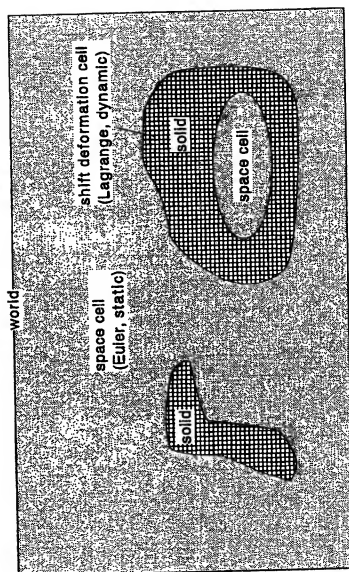 world
space cell
(Euler, static)
shift deformation cell
(Lagrange, dynamic)
solid
solid
space cell